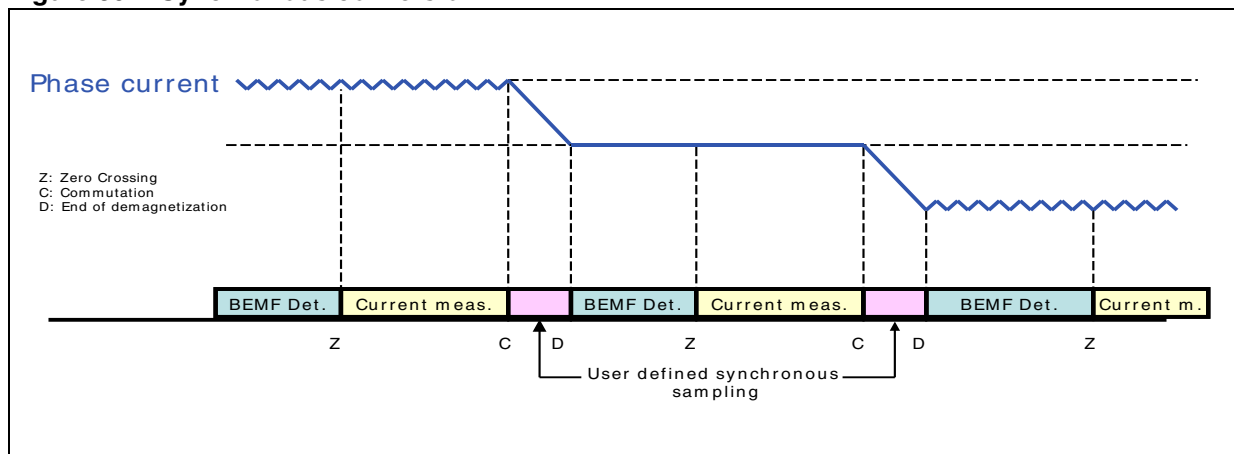 Phase current
Z: Zero Crossing
C: Commutation
D: End of demagnetization
BEMF Det. Current meas. BEMF Det. Current meas. BEMF Det. Current m.
Z C D Z C D Z
User defined synchronous
sampling